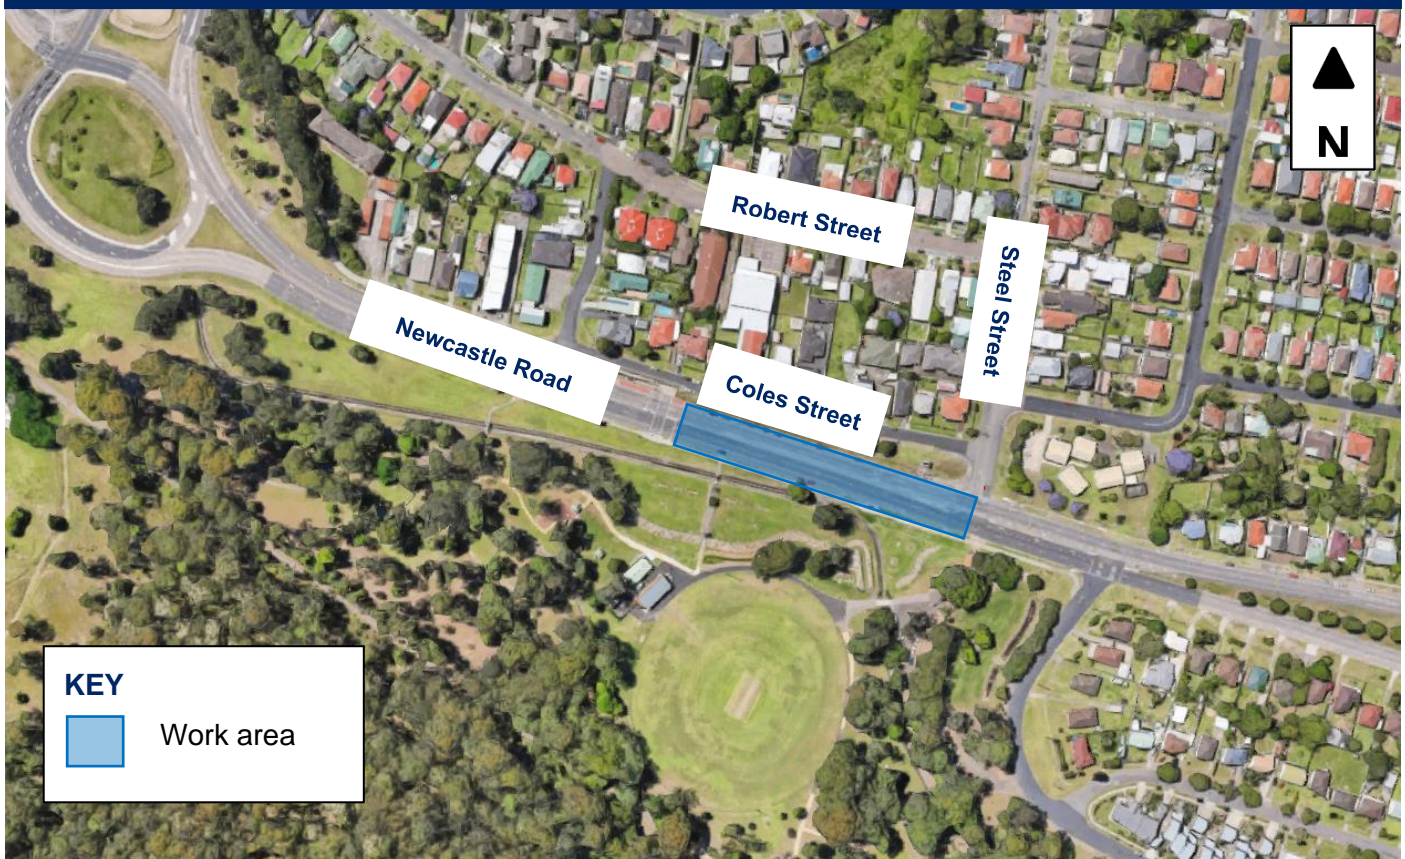 N
Robert Street
Steel Street
Newcastle Road
Coles Street
KEY
Work area